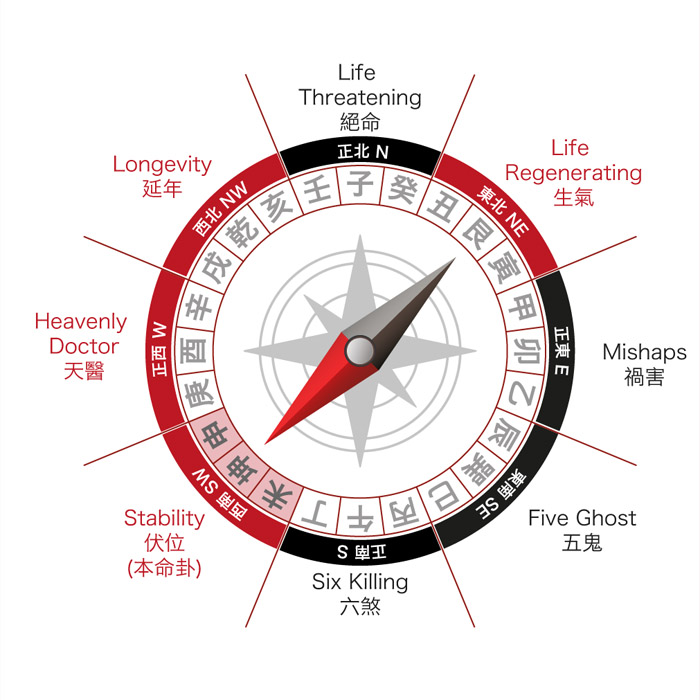 Life
Threatening
絕命
Life
Regenerating
生氣
Mishaps
禍害
Five Ghost
五鬼
Six Killing
六煞
Stability
伏位
(本命卦)
Heavenly
Doctor
天醫
Longevity
延年
正北 N
東北 NE
正東 E
東南 SE
正南 S
西南 SW
正西 W
西北 NW
子
癸
丑
艮
寅
甲
卯
乙
辰
巽
巳
丙
午
丁
未
坤
申
庚
酉
辛
戌
乾
亥
壬